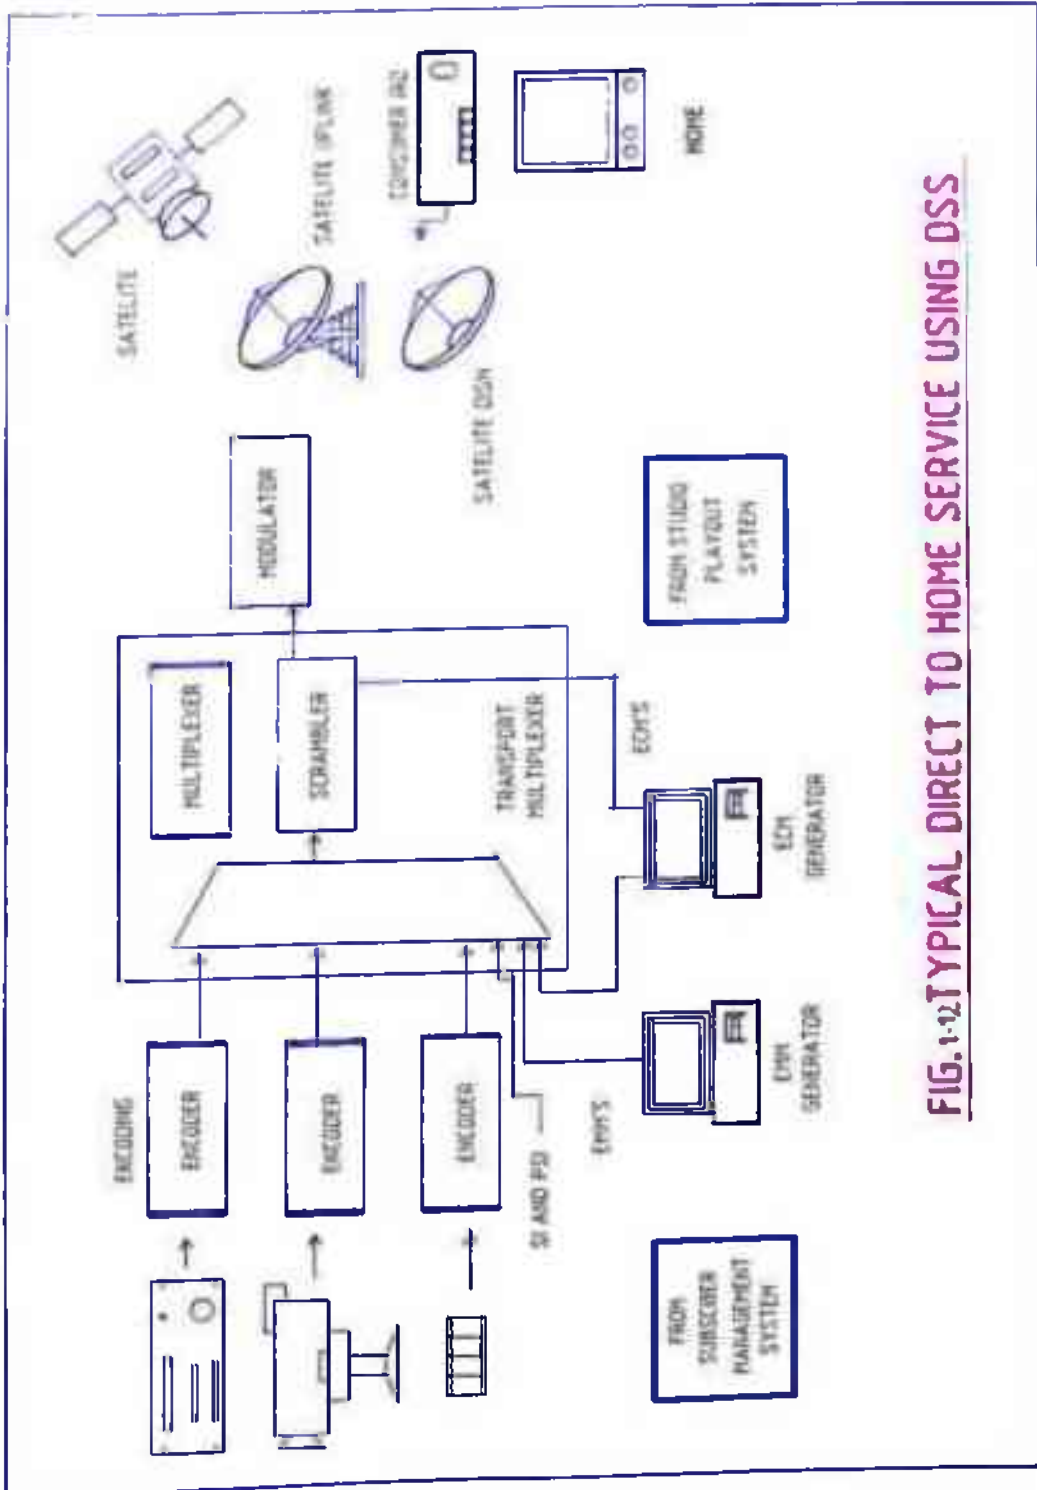 ENCODING
ENCODER
ENCODER
ENCODER
SI AND PSI
EMM'S
EMM
GENERATOR
FROM
SUBSCIBER
MANAGEMENT
SYSTEM
MULTIPLEXER
SCRAMBLER
TRANSPORT
MULTIPLEXER
ECM'S
ECM
GENERATOR
MODULATOR
FROM STUDIO
PLAYOUT
SYSTEM
SATELITE
SATELITE UPLINK
SATELITE DISH
CONSUMER IRD
HOME
FIG.1-12 TYPICAL DIRECT TO HOME SERVICE USING DSS